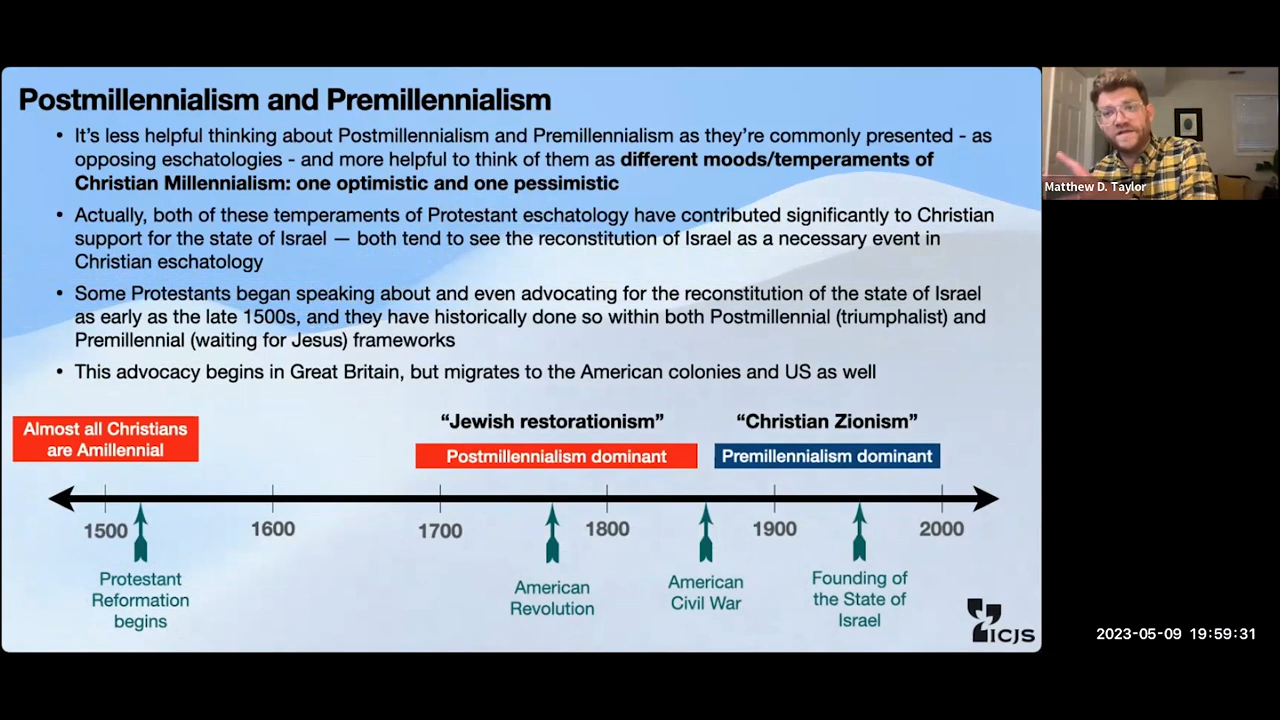 Postmillennialism and Premillennialism
• It's less helpful thinking about Postmillennialism and Premillennialism as they're commonly presented - as
opposing eschatologies - and more helpful to think of them as different moods/temperaments of
Christian Millennialism: one optimistic and one pessimistic
• Actually, both of these temperaments of Protestant eschatology have contributed significantly to Christian
support for the state of Israel — both tend to see the reconstitution of Israel as a necessary event in
Christian eschatology
• Some Protestants began speaking about and even advocating for the reconstitution of the state of Israel
as early as the late 1500s, and they have historically done so within both Postmillennial (triumphalist) and
Premillennial (waiting for Jesus) frameworks
• This advocacy begins in Great Britain, but migrates to the American colonies and US as well
Almost all Christians
are Amillennial
"Jewish restorationism"
Postmillennialism dominant
"Christian Zionism"
Premillennialism dominant
1500
1600
1700
1800
1900
2000
Protestant
Reformation
begins
American
Revolution
American
Civil War
Founding of
the State of
Israel
ICJS
Matthew D. Taylor
2023-05-09 19:59:31